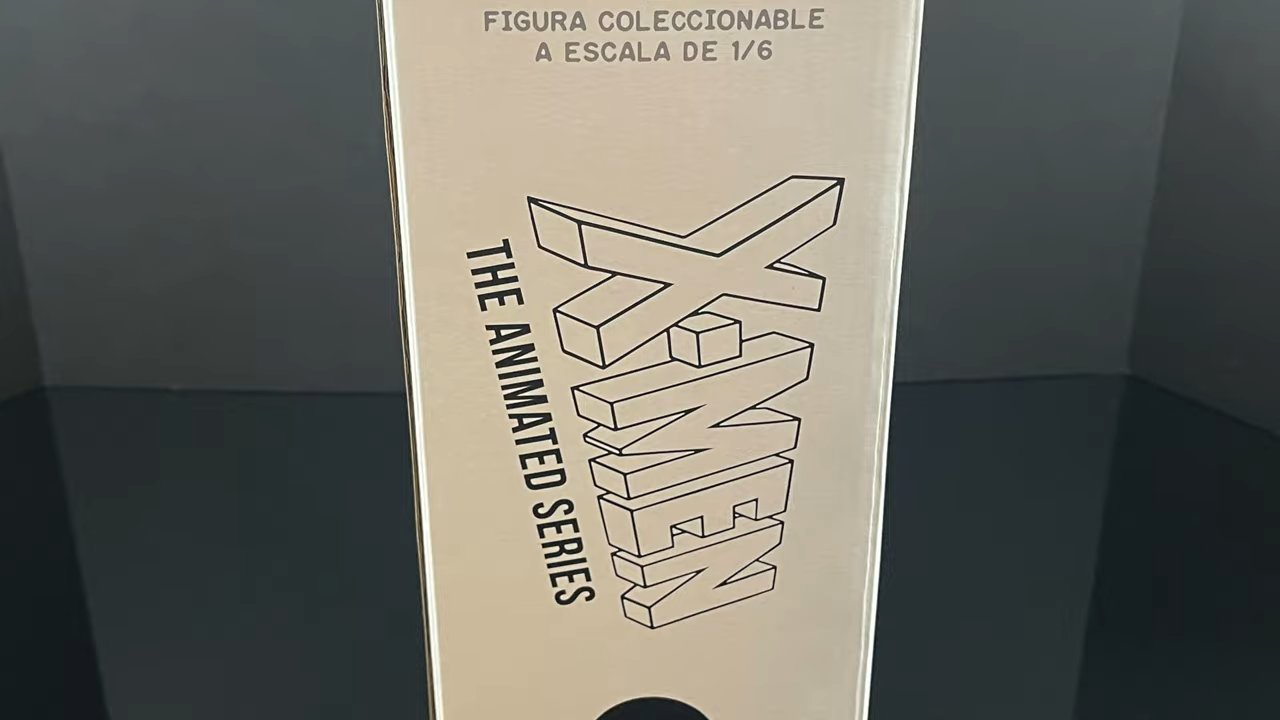 FIGURA COLECCIONABLE
A ESCALA DE 1/6
X-MEN
THE ANIMATED SERIES